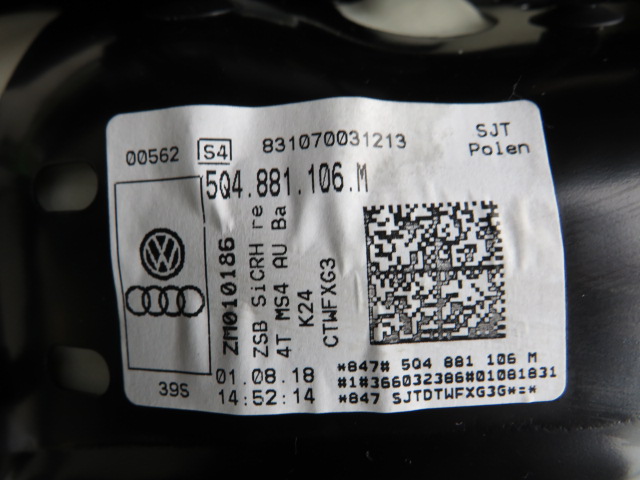 00562 S4 831070031213
SJT
Polen
5Q4.881.106.M
ZM010186
ZSB SiCRH re
4T MS4 AU Ba
K24
CTWFXG3
39S
01.08.18
14:52:14
*847# 5Q4 881 106 M
#1#366032386#01081831
*847 SJTDTWFXG3G*=*